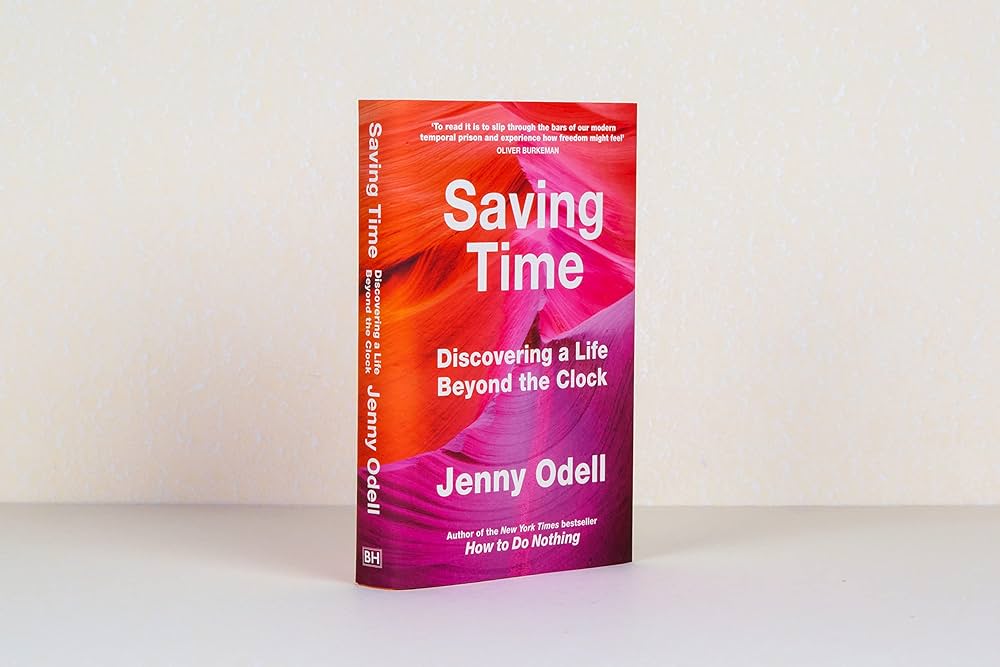 Saving Time
Discovering a Life
Beyond the Clock
Jenny Odell
BH
'To read it is to slip through the bars of our modern
temporal prison and experience how freedom might feel'
OLIVER BURKEMAN
Saving
Time
Discovering a Life
Beyond the Clock
Jenny Odell
Author of the New York Times bestseller
How to Do Nothing